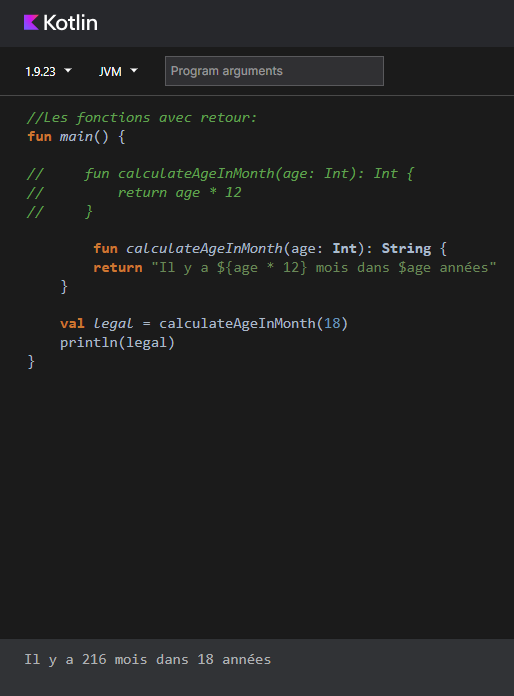 Kotlin
1.9.23 JVM Program arguments
//Les fonctions avec retour:
fun main() {
//     fun calculateAgeInMonth(age: Int): Int {
//         return age * 12
//     }
        fun calculateAgeInMonth(age: Int): String {
        return "Il y a ${age * 12} mois dans $age années"
    }
    val legal = calculateAgeInMonth(18)
    println(legal)
}
Il y a 216 mois dans 18 années